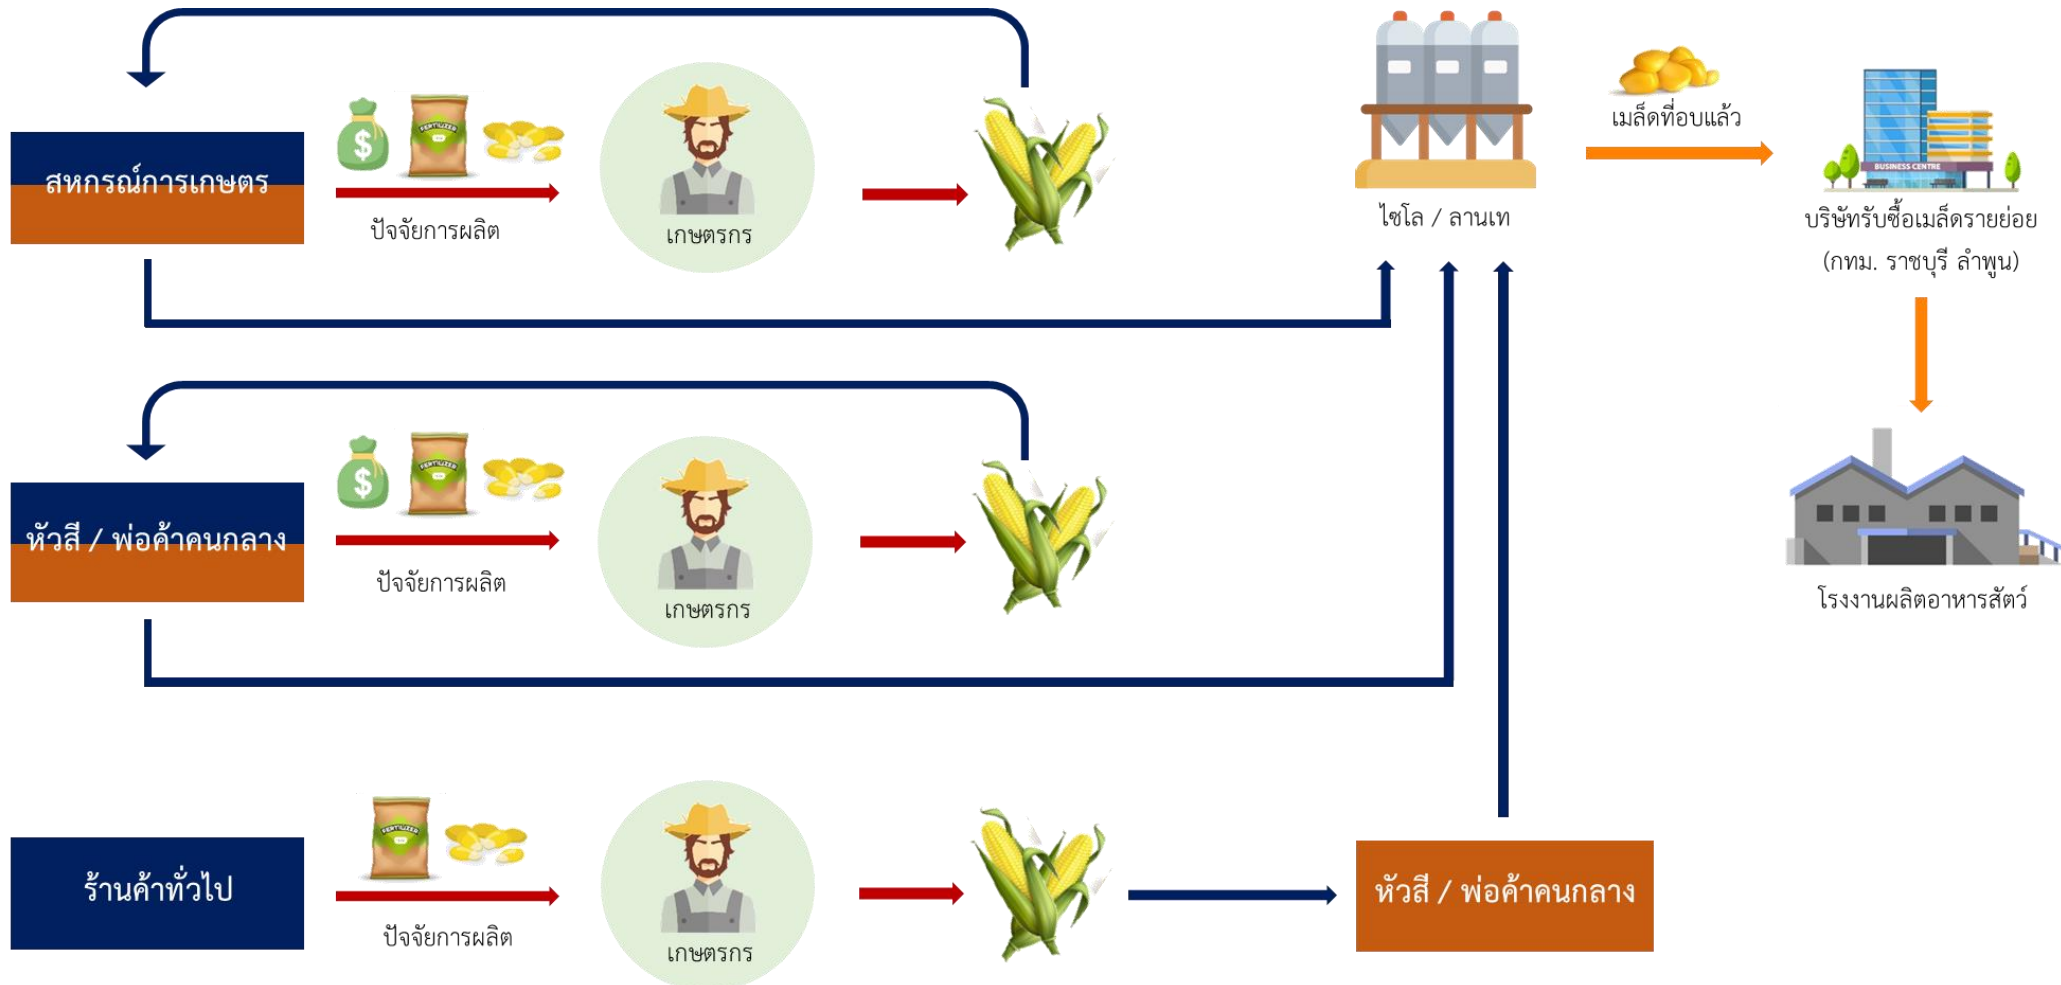 สหกรณ์การเกษตร
FERTILIZER
ปัจจัยการผลิต
เกษตรกร
ไซโล / ลานเท
เมล็ดที่อบแล้ว
BUSINESS CENTRE
บริษัทรับซื้อเมล็ดรายย่อย
(กทม. ราชบุรี ลำพูน)
หัวสี / พ่อค้าคนกลาง
FERTILIZER
ปัจจัยการผลิต
เกษตรกร
โรงงานผลิตอาหารสัตว์
ร้านค้าทั่วไป
FERTILIZER
ปัจจัยการผลิต
เกษตรกร
หัวสี / พ่อค้าคนกลาง